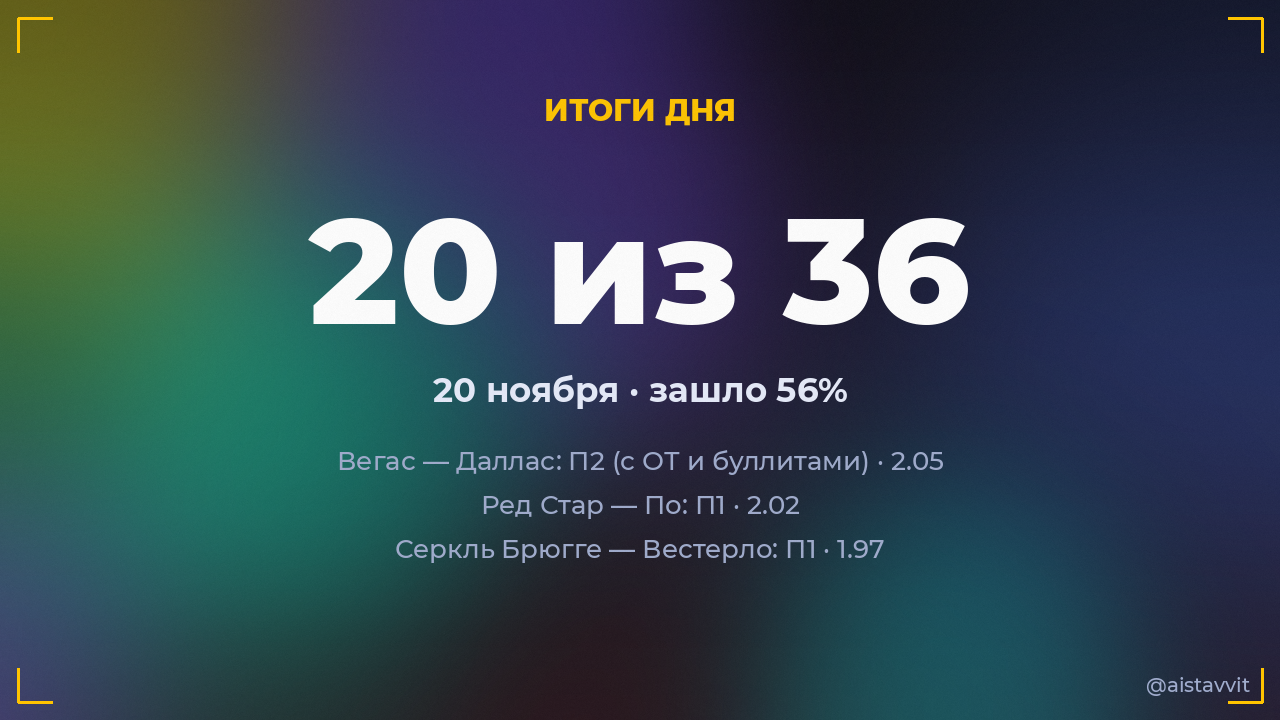 ИТОГИ ДНЯ
20 из 36
20 ноября · зашло 56%
Вегас — Даллас: П2 (с ОТ и буллитами) · 2.05
Ред Стар — По: П1 · 2.02
Серкль Брюгге — Вестерло: П1 · 1.97
@aistavvit